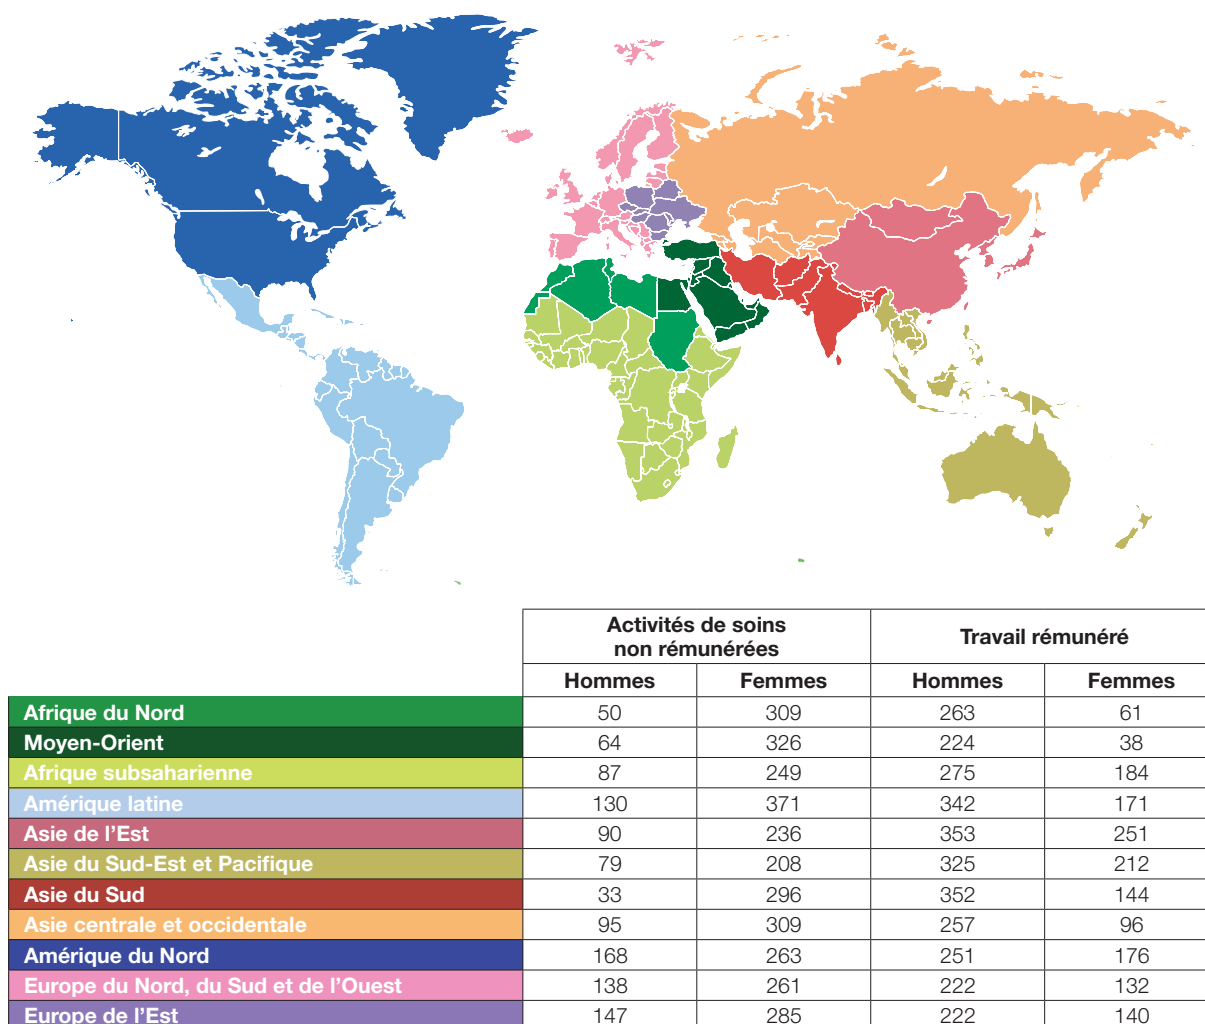 Activités de soins
non rémunérées
Travail rémunéré
Hommes Femmes Hommes Femmes
Afrique du Nord 50 309 263 61
Moyen-Orient 64 326 224 38
Afrique subsaharienne 87 249 275 184
Amérique latine 130 371 342 171
Asie de l’Est 90 236 353 251
Asie du Sud-Est et Pacifique 79 208 325 212
Asie du Sud 33 296 352 144
Asie centrale et occidentale 95 309 257 96
Amérique du Nord 168 263 251 176
Europe du Nord, du Sud et de l’Ouest 138 261 222 132
Europe de l’Est 147 285 222 140